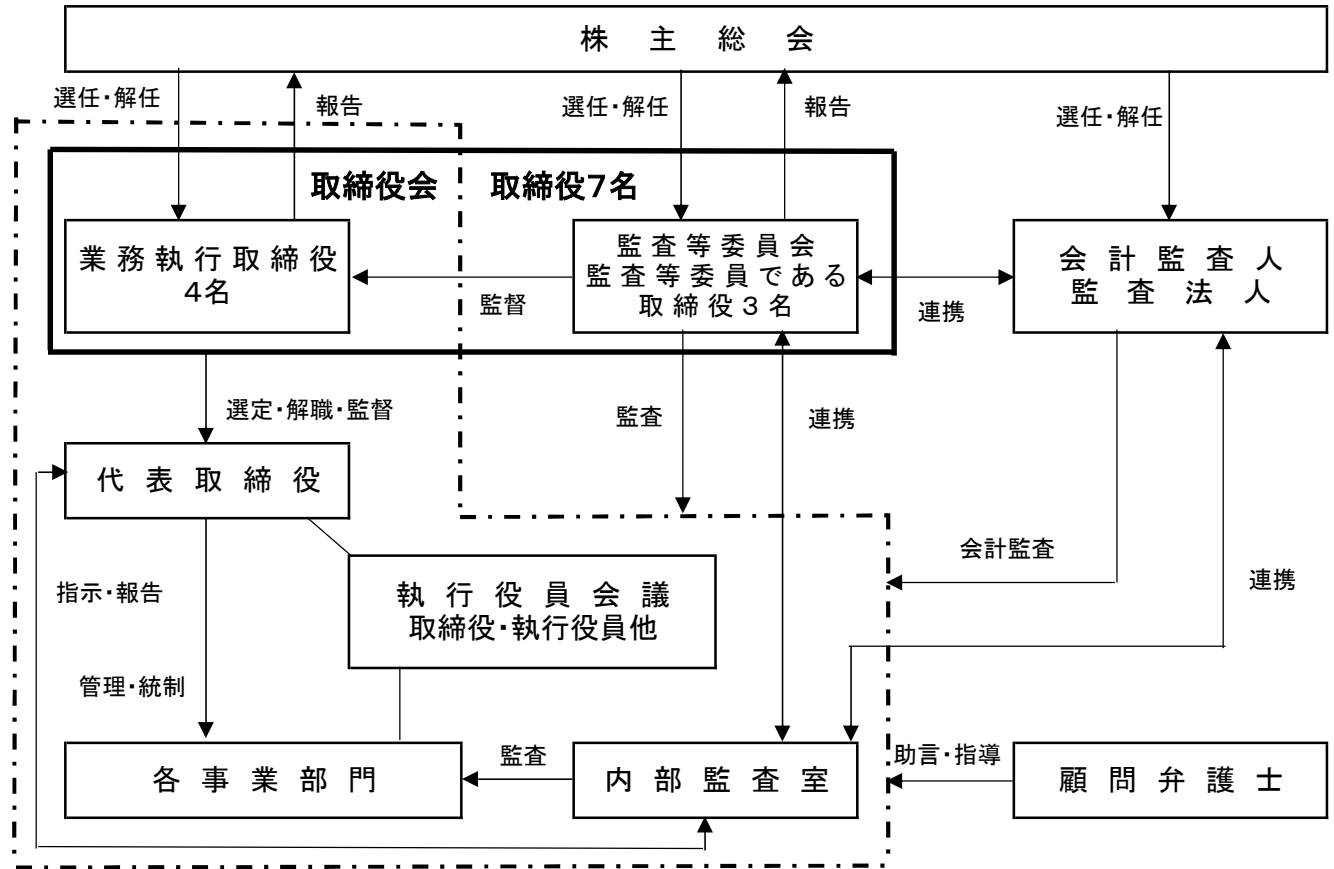 株主総会
選任・解任
報告
選任・解任
報告
選任・解任
取締役会
取締役7名
業務執行取締役
4名
監査等委員会
監査等委員である
取締役3名
会計監査人
監査法人
監督
連携
選定・解職・監督
監査
連携
代表取締役
会計監査
連携
指示・報告
執行役員会議
取締役・執行役員他
管理・統制
各事業部門
監査
内部監査室
助言・指導
顧問弁護士